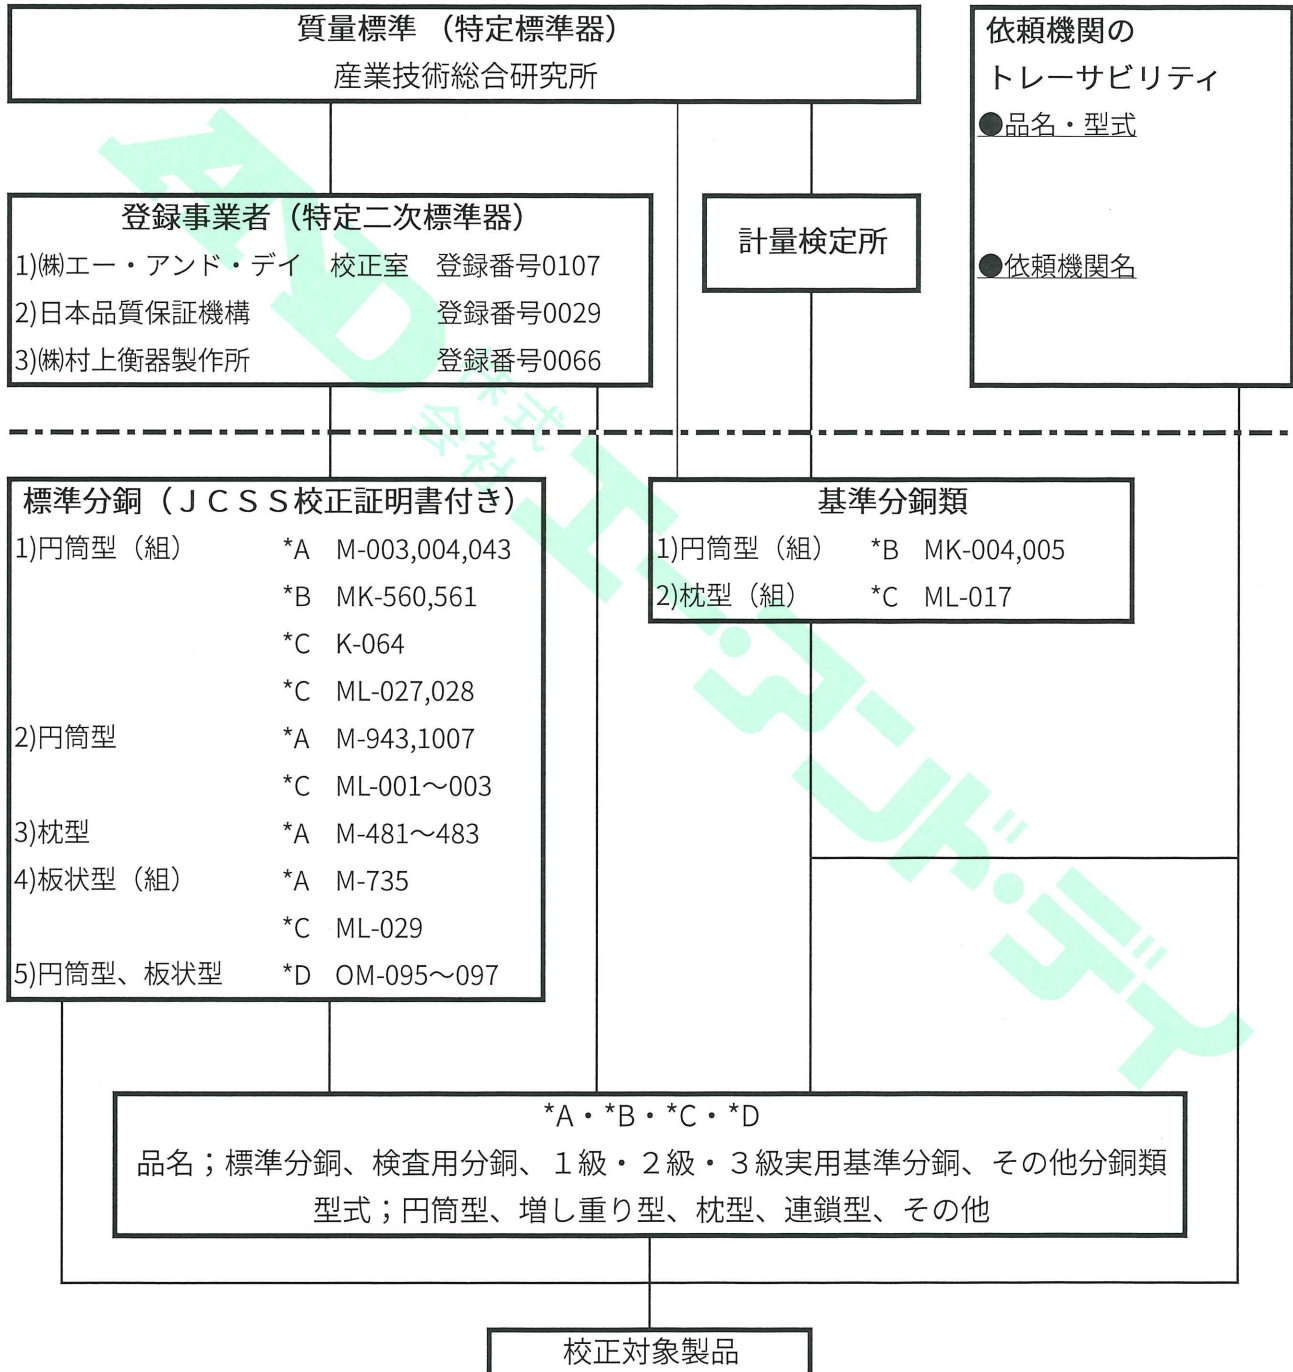 質量標準 (特定標準器)
産業技術総合研究所
依頼機関の
トレーサビリティ
●品名・型式
●依頼機関名
登録事業者(特定二次標準器)
1)㈱エー・アンド・デイ 校正室 登録番号0107
2)日本品質保証機構 登録番号0029
3)㈱村上衡器製作所 登録番号0066
計量検定所
標準分銅(JCSS校正証明書付き)
1)円筒型(組) *A M-003,004,043
*B MK-560,561
*C K-064
*C ML-027,028
2)円筒型 *A M-943,1007
*C ML-001~003
3)枕型 *A M-481~483
4)板状型(組) *A M-735
*C ML-029
5)円筒型、板状型 *D OM-095~097
基準分銅類
1)円筒型(組) *B MK-004,005
2)枕型(組) *C ML-017
*A・*B・*C・*D
品名;標準分銅、検査用分銅、1級・2級・3級実用基準分銅、その他分銅類
型式;円筒型、増し重り型、枕型、連鎖型、その他
校正対象製品
AND 株式会社 エー・アンド・デイ